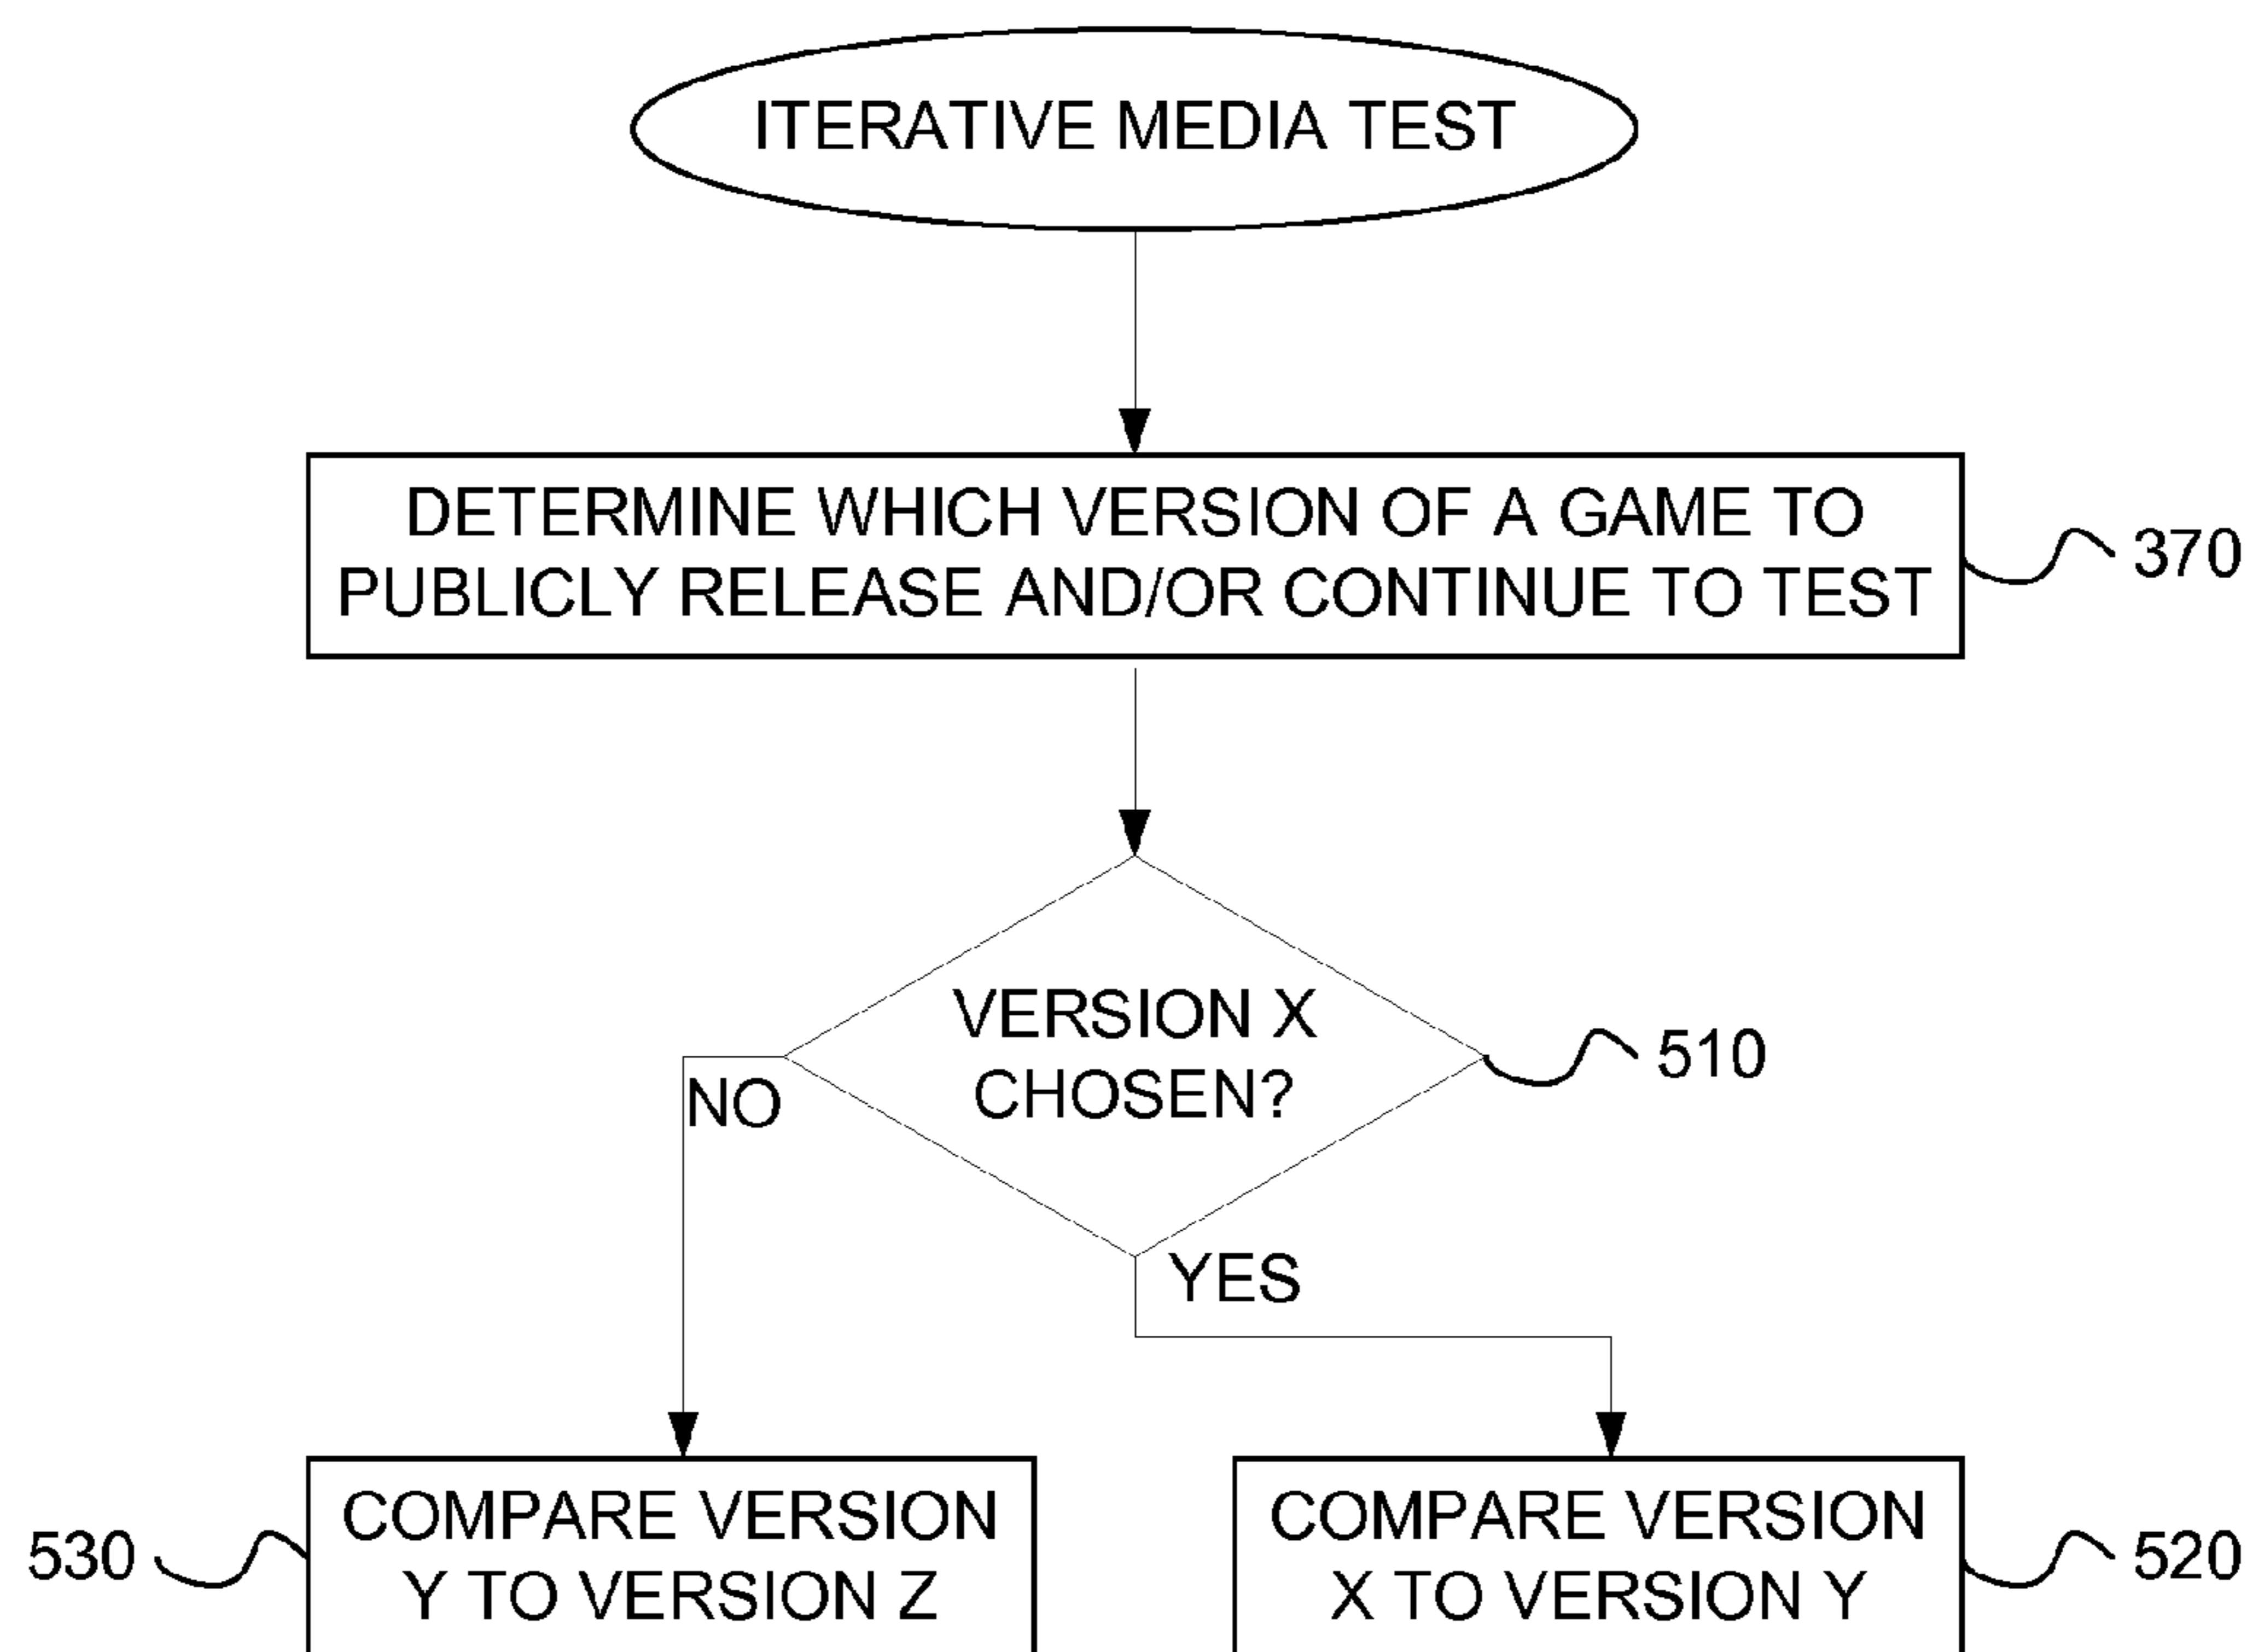 ITERATIVE MEDIA TEST
DETERMINE WHICH VERSION OF A GAME TO
PUBLICLY RELEASE AND/OR CONTINUE TO TEST
370
VERSION X
CHOSEN?
510
NO
YES
530
COMPARE VERSION
Y TO VERSION Z
COMPARE VERSION
X TO VERSION Y
520